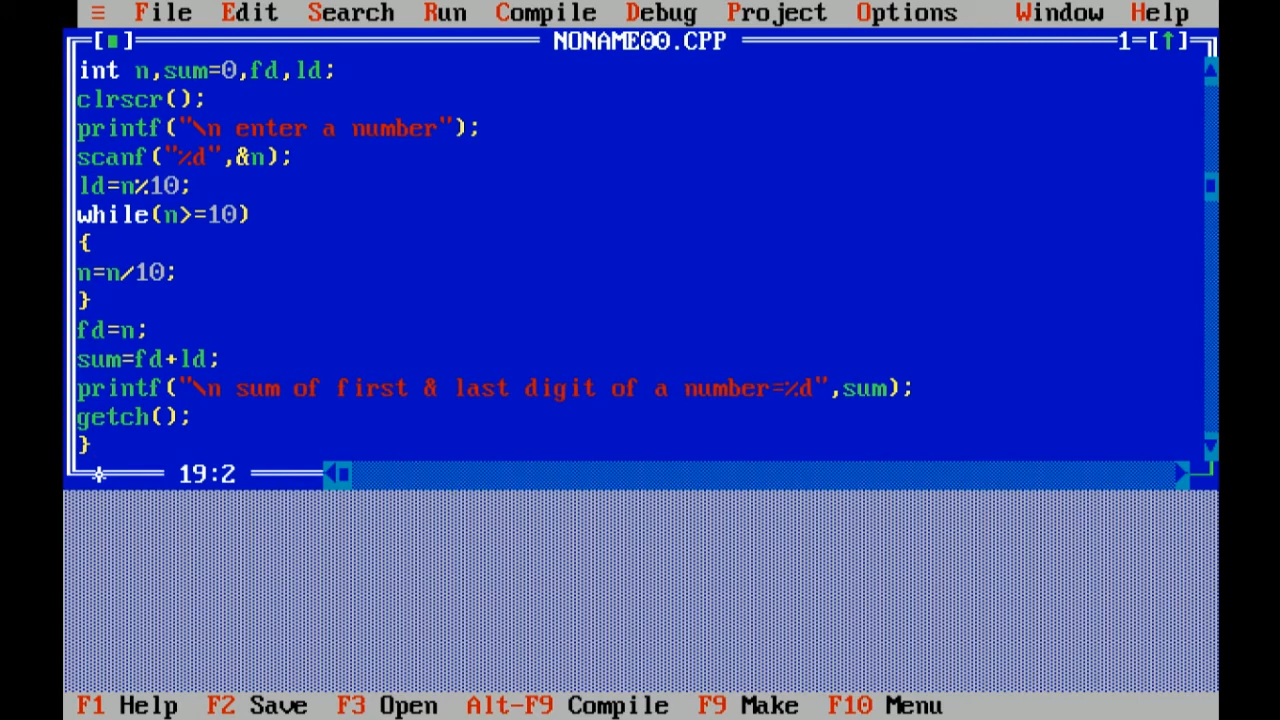 ≡ File Edit Search Run Compile Debug Project Options Window Help
[■] NONAME00.CPP 1=[↑]
int n,sum=0,fd,ld;
clrscr();
printf("\n enter a number");
scanf("%d",&n);
ld=n%10;
while(n>=10)
{
n=n/10;
}
fd=n;
sum=fd+ld;
printf("\n sum of first & last digit of a number=%d",sum);
getch();
}
19:2
F1 Help F2 Save F3 Open Alt-F9 Compile F9 Make F10 Menu